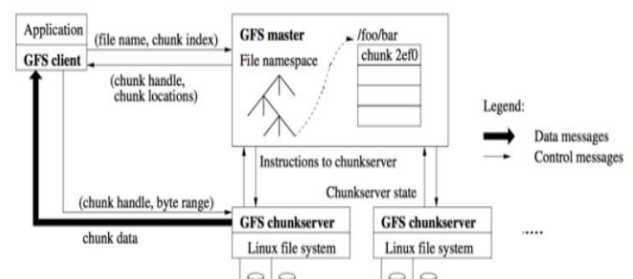 Application
GFS client
(file name, chunk index)
(chunk handle,
chunk locations)
GFS master
File namespace
/foo/bar
chunk 2ef0
Legend:
Data messages
Control messages
Instructions to chunkserver
Chunkserver state
(chunk handle, byte range)
chunk data
GFS chunkserver
Linux file system
GFS chunkserver
Linux file system
.....